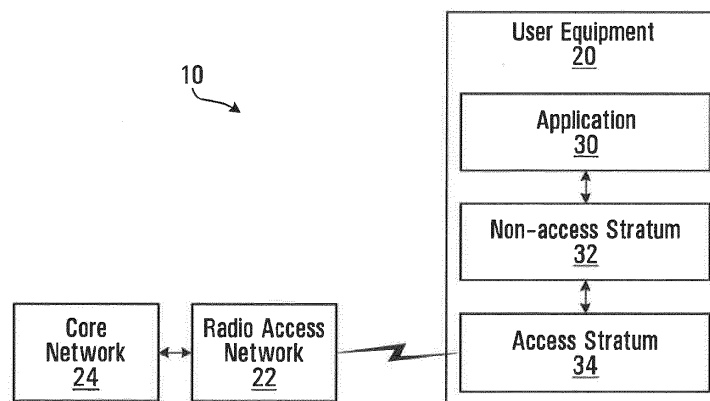 User Equipment
20
10
Application
30
Non-access Stratum
32
Core
Network
24
Radio Access
Network
22
Access Stratum
34